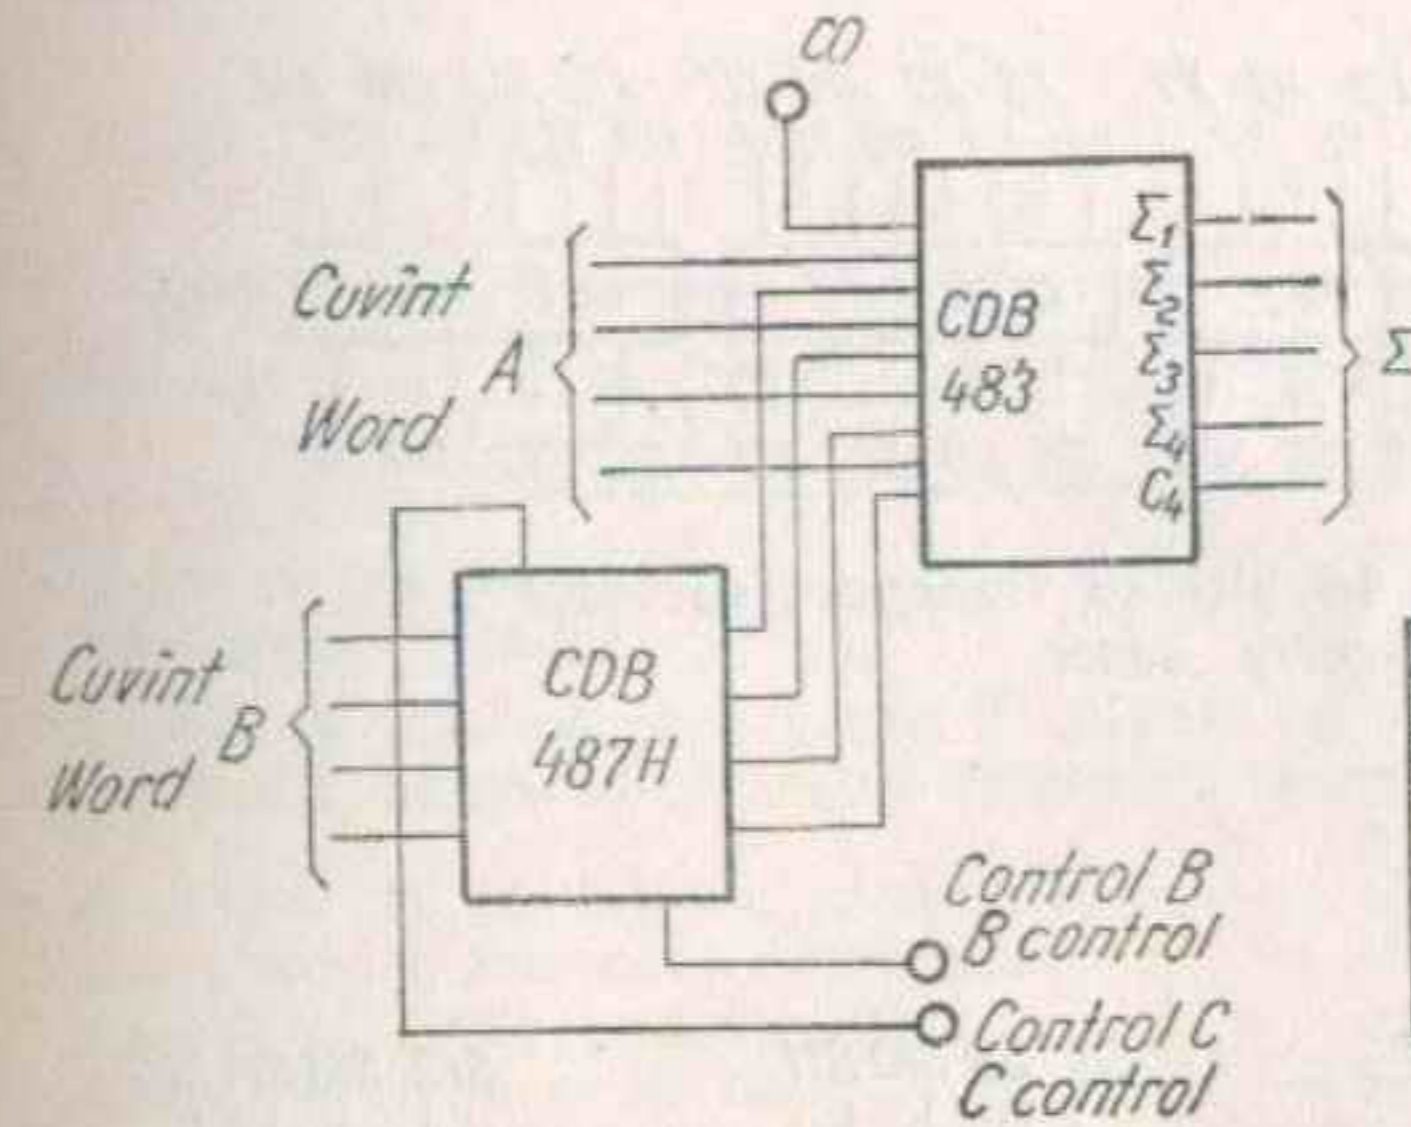 CO
Cuvînt
A
Word
CDB
483
Σ1
Σ2
Σ3
Σ4
C4
Σ
Cuvînt
B
Word
CDB
487H
Control B
B control
Control C
C control